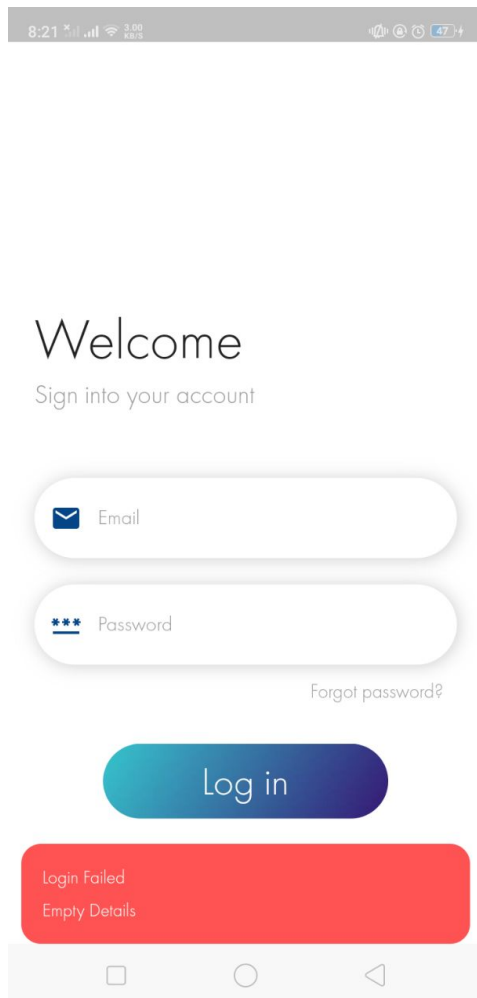 8:21 3.00 KB/S 47
Welcome
Sign into your account
Email
*** Password
Forgot password?
Log in
Login Failed
Empty Details